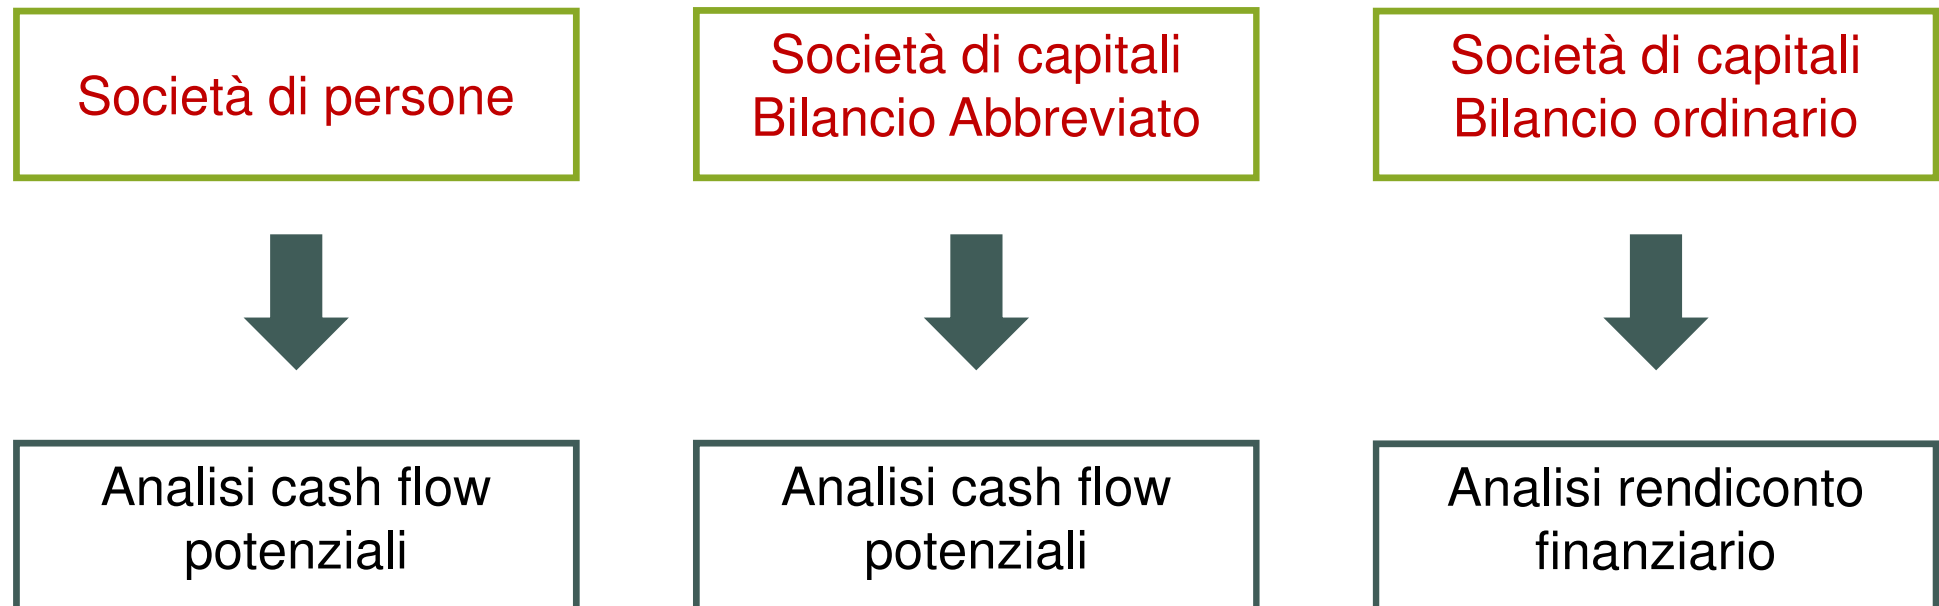 Società di persone
Società di capitali
Bilancio Abbreviato
Società di capitali
Bilancio ordinario
Analisi cash flow
potenziali
Analisi cash flow
potenziali
Analisi rendiconto
finanziario